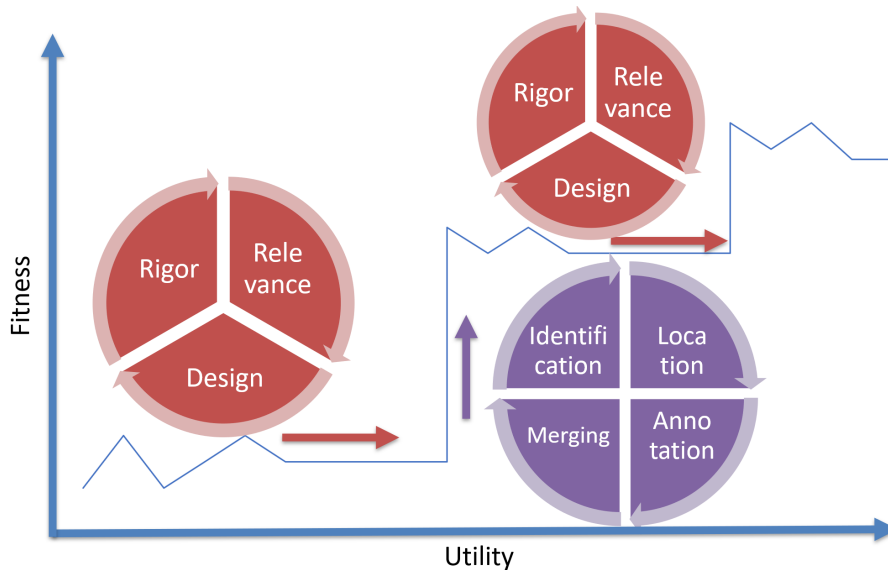 Rigor
Rele
vance
Design
Rigor
Rele
vance
Design
Identifi
cation
Loca
tion
Merging
Anno
tation
Fitness
Utility